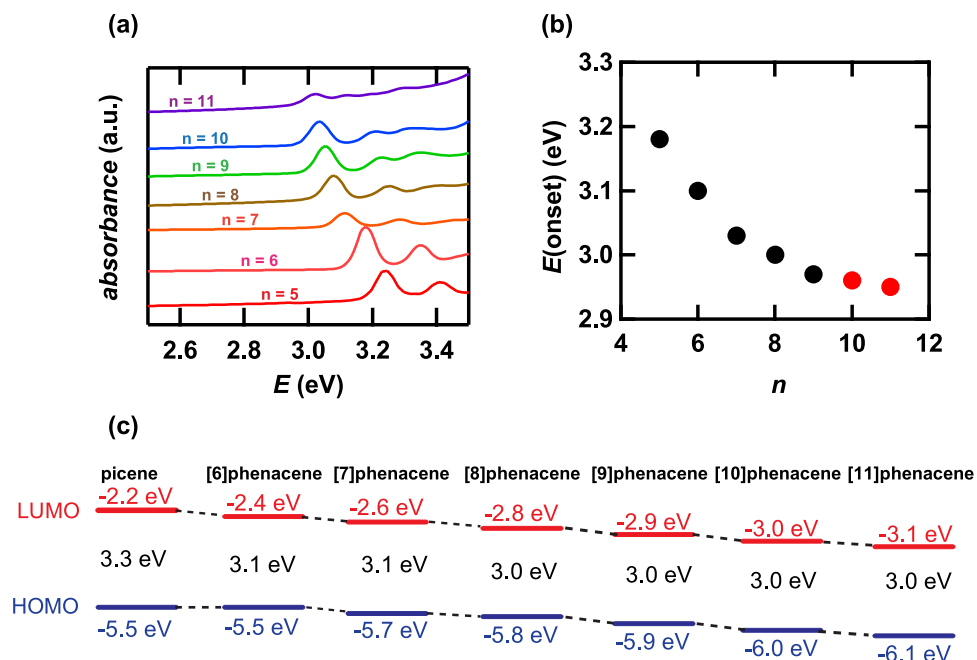 (a)
absorbance (a.u.)
n = 11
n = 10
n = 9
n = 8
n = 7
n = 6
n = 5
2.6 2.8 3.0 3.2 3.4
E (eV)
(b)
E(onset) (eV)
3.3
3.2
3.1
3.0
2.9
4 6 8 10 12
n
(c)
picene [6]phenacene [7]phenacene [8]phenacene [9]phenacene [10]phenacene [11]phenacene
LUMO -2.2 eV -2.4 eV -2.6 eV -2.8 eV -2.9 eV -3.0 eV -3.1 eV
3.3 eV 3.1 eV 3.1 eV 3.0 eV 3.0 eV 3.0 eV 3.0 eV
HOMO -5.5 eV -5.5 eV -5.7 eV -5.8 eV -5.9 eV -6.0 eV -6.1 eV